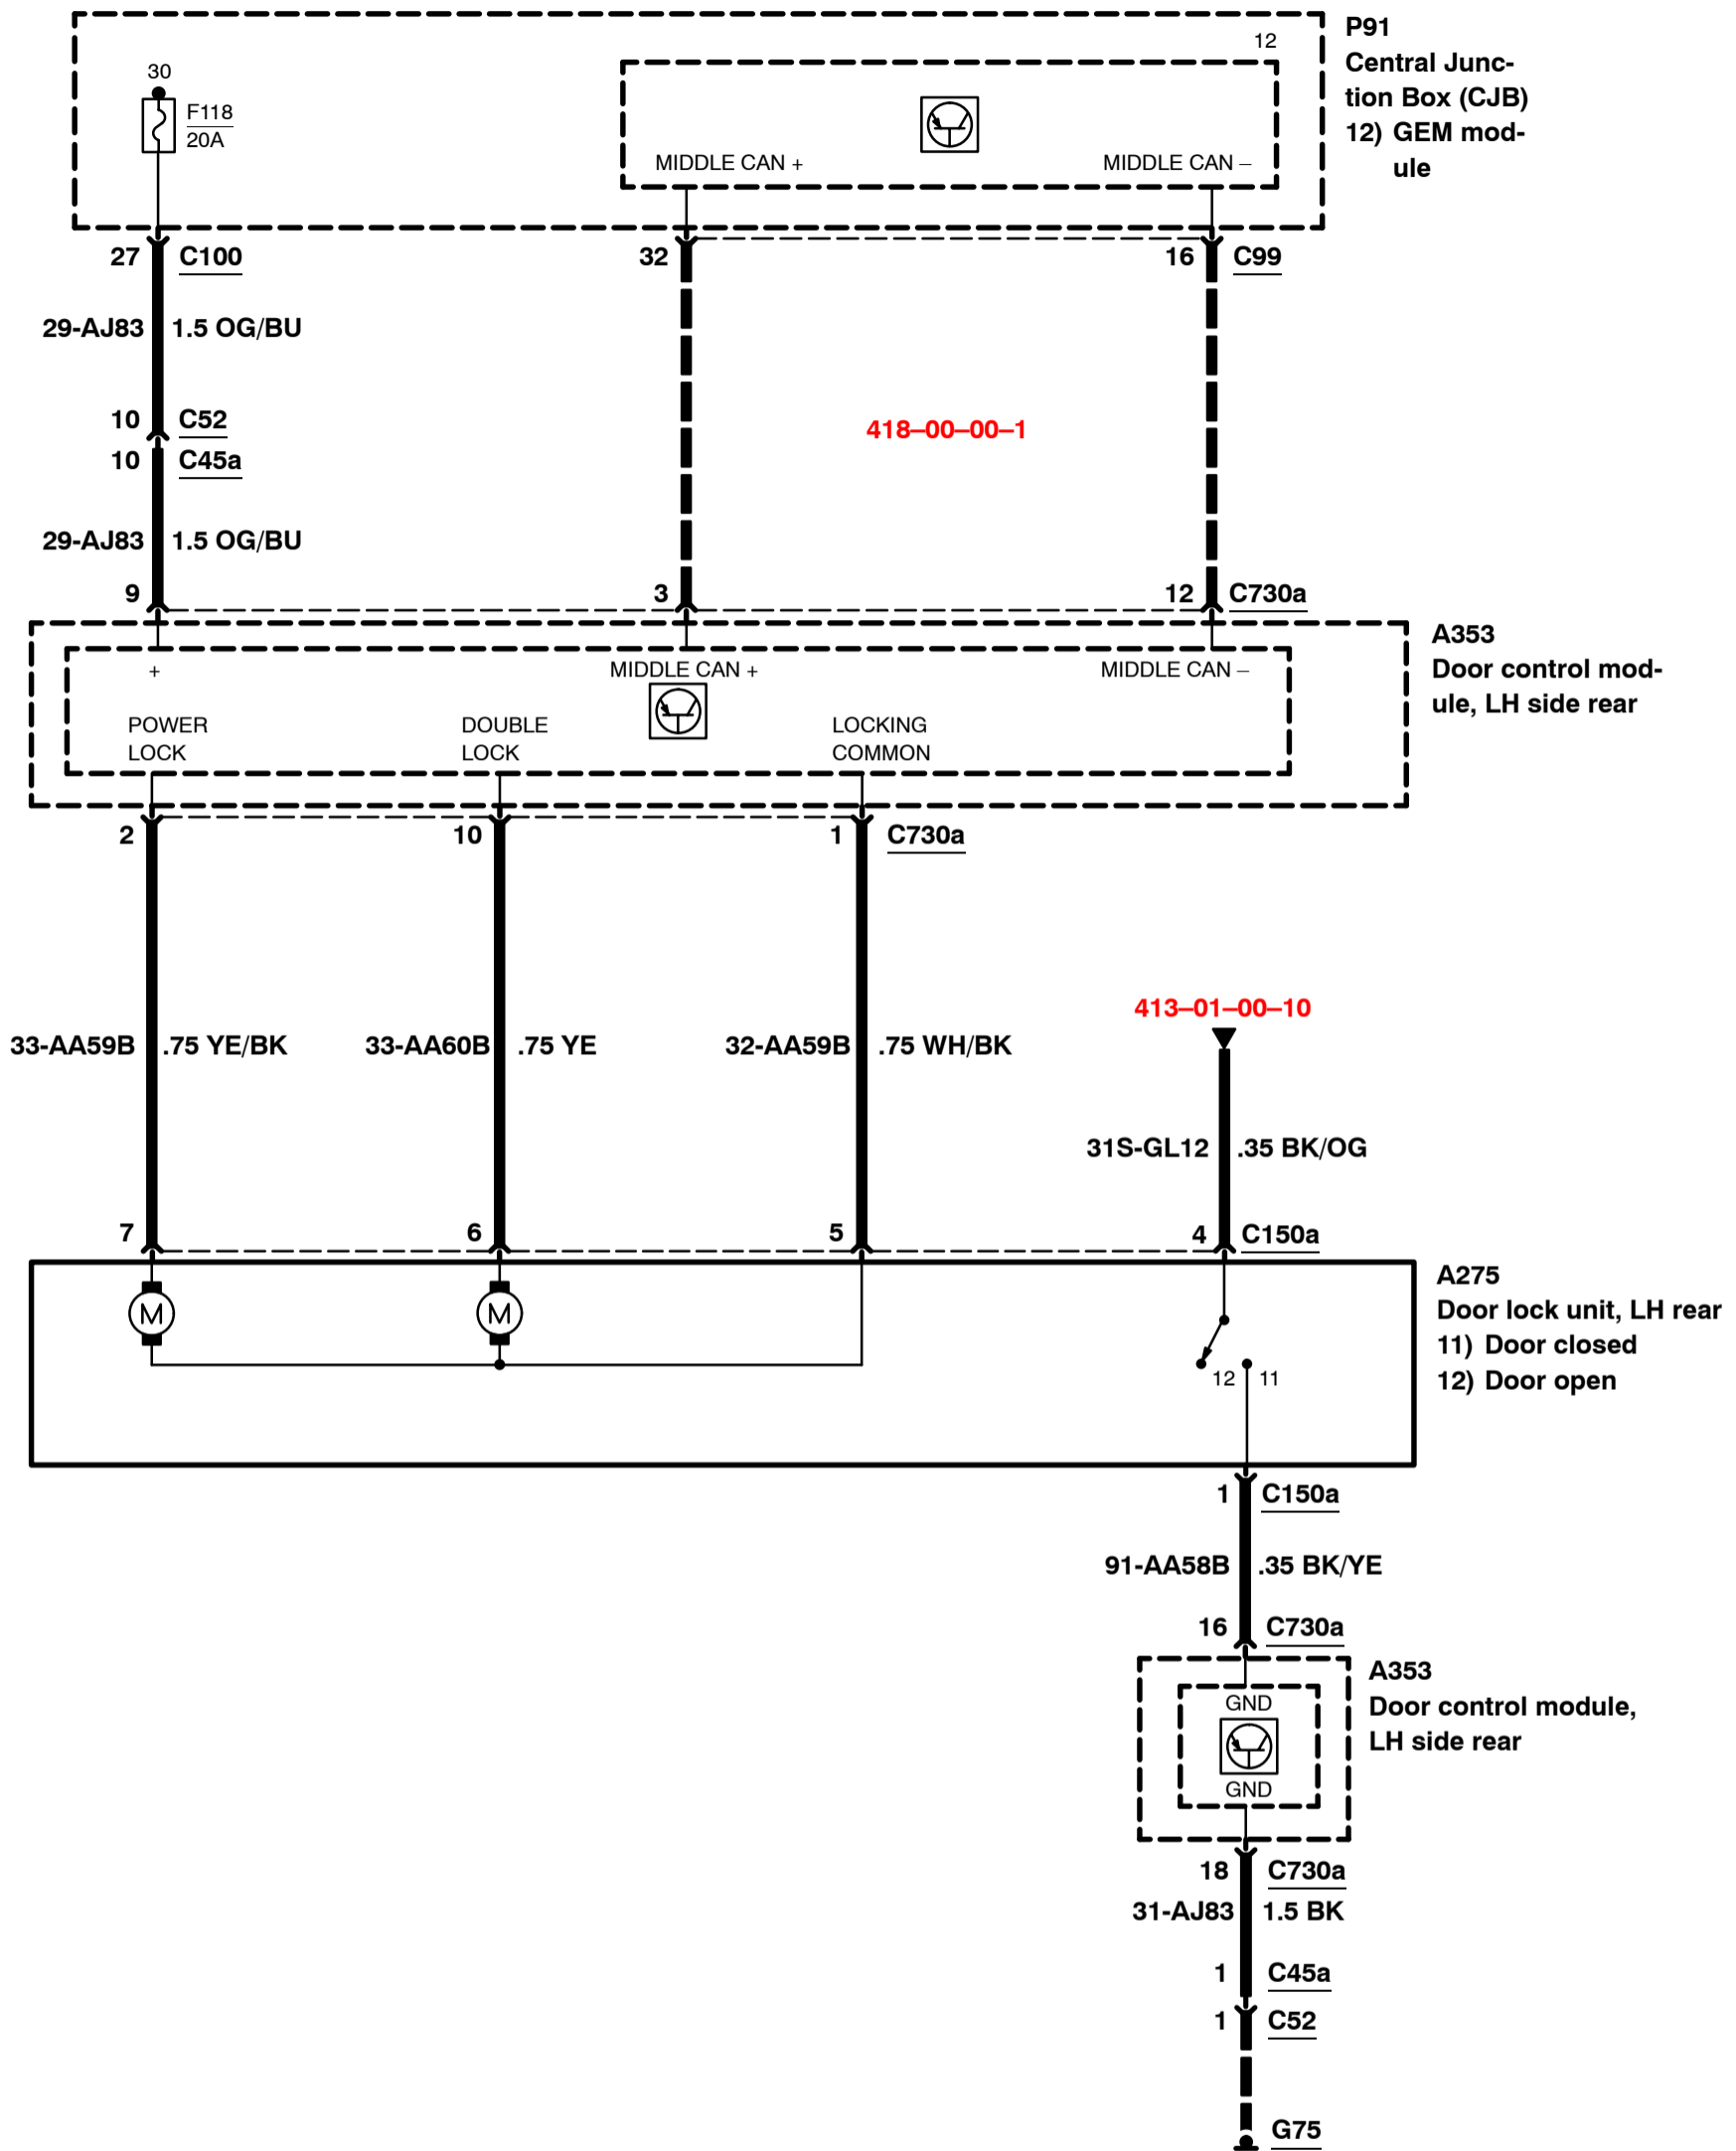 P91
Central Junc-
tion Box (CJB)
12) GEM mod-
ule
12
30
F118
20A
MIDDLE CAN +
MIDDLE CAN –
27 C100
32
16 C99
29-AJ83 1.5 OG/BU
10 C52
418–00–00–1
10 C45a
29-AJ83 1.5 OG/BU
9
3
12 C730a
A353
Door control mod-
ule, LH side rear
+
MIDDLE CAN +
MIDDLE CAN –
POWER
LOCK
DOUBLE
LOCK
LOCKING
COMMON
2
10
1 C730a
413–01–00–10
33-AA59B .75 YE/BK
33-AA60B .75 YE
32-AA59B .75 WH/BK
31S-GL12 .35 BK/OG
7
6
5
4 C150a
A275
Door lock unit, LH rear
11) Door closed
12) Door open
M
M
12 11
1 C150a
91-AA58B .35 BK/YE
16 C730a
A353
Door control module,
LH side rear
GND
GND
18 C730a
31-AJ83 1.5 BK
1 C45a
1 C52
G75